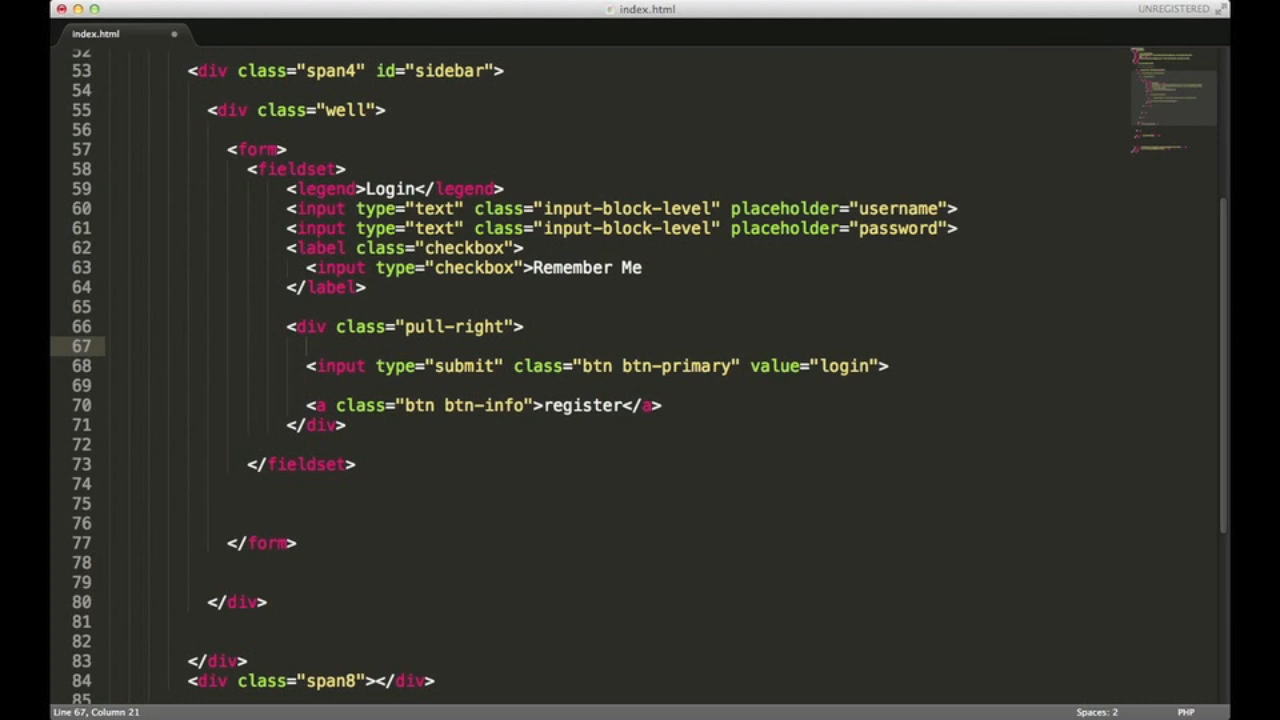 index.html
UNREGISTERED
index.html
52
53 <div class="span4" id="sidebar">
54
55 <div class="well">
56
57 <form>
58 <fieldset>
59 <legend>Login</legend>
60 <input type="text" class="input-block-level" placeholder="username">
61 <input type="text" class="input-block-level" placeholder="password">
62 <label class="checkbox">
63 <input type="checkbox">Remember Me
64 </label>
65
66 <div class="pull-right">
67
68 <input type="submit" class="btn btn-primary" value="login">
69
70 <a class="btn btn-info">register</a>
71 </div>
72
73 </fieldset>
74
75
76
77 </form>
78
79
80 </div>
81
82
83 </div>
84 <div class="span8"></div>
85
Line 67, Column 21
Spaces: 2
PHP